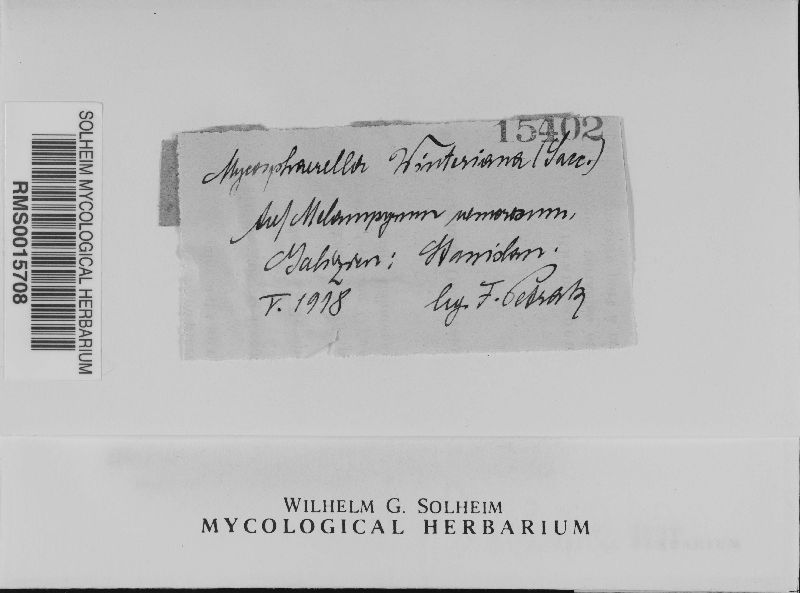 15402
Mycosphaerella Winteriana (Sacc.)
Auf Melampyrum nemorosum.
Galizien: Stanislau.
V. 1918 leg. F. Petrak
SOLHEIM MYCOLOGICAL HERBARIUM
RMS0015708
WILHELM G. SOLHEIM
MYCOLOGICAL HERBARIUM